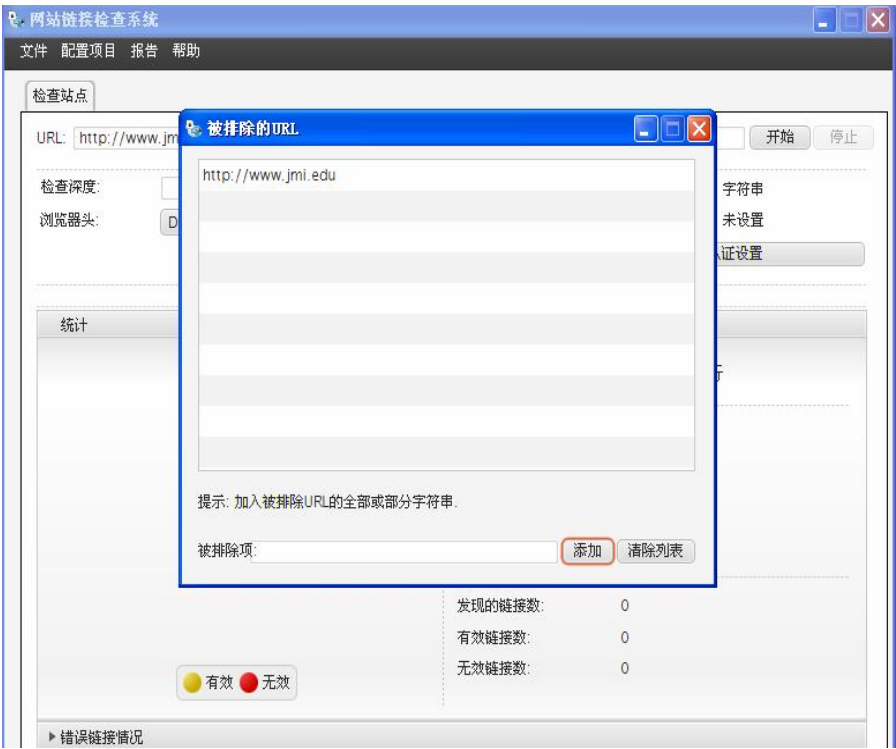 网站链接检查系统
文件 配置项目 报告 帮助
检查站点
被排除的URL
URL: http://www.jm
开始 停止
http://www.jmi.edu
检查深度:
字符串
浏览器头:
D
未设置
证设置
统计
提示: 加入被排除URL的全部或部分字符串.
被排除项:
添加 清除列表
发现的链接数: 0
有效链接数: 0
无效链接数: 0
有效 无效
错误链接情况